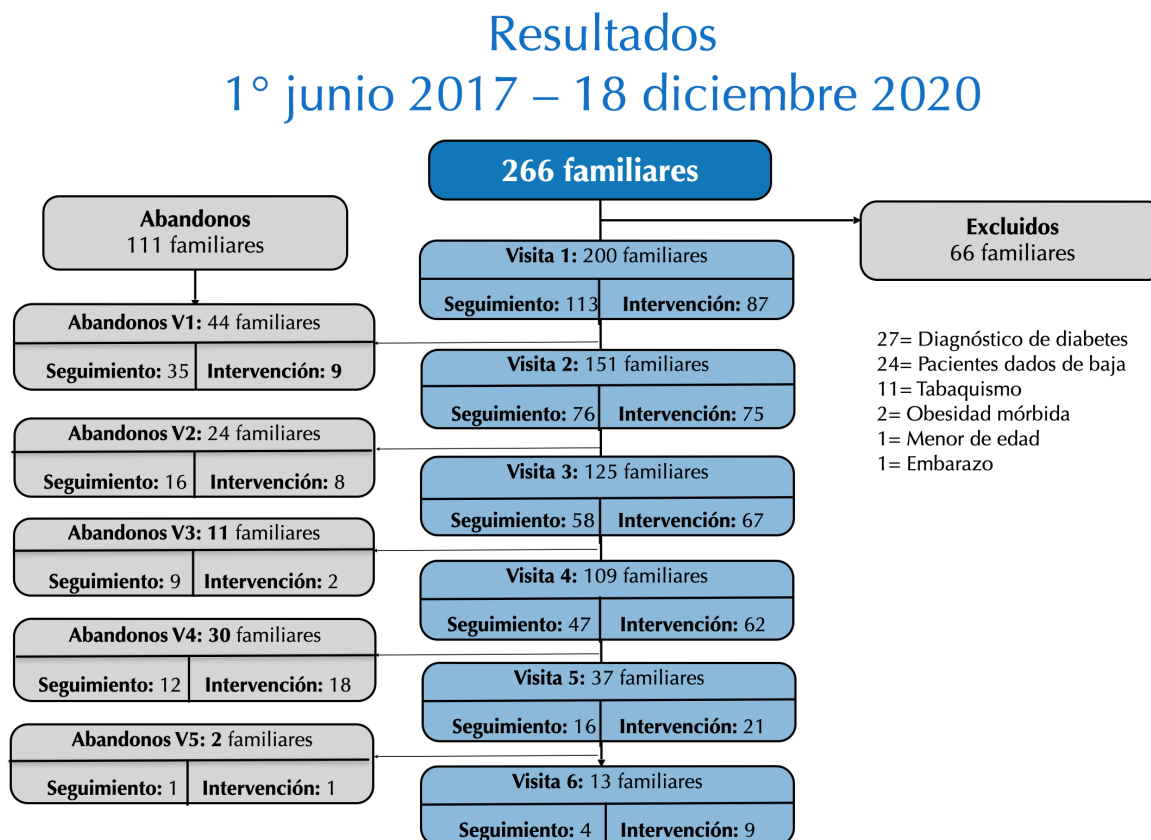 Resultados
1° junio 2017 – 18 diciembre 2020
266 familiares
Abandonos
111 familiares
Excluidos
66 familiares
Visita 1: 200 familiares
Seguimiento: 113 Intervención: 87
Abandonos V1: 44 familiares
Seguimiento: 35 Intervención: 9
27= Diagnóstico de diabetes
24= Pacientes dados de baja
11= Tabaquismo
2= Obesidad mórbida
1= Menor de edad
1= Embarazo
Visita 2: 151 familiares
Seguimiento: 76 Intervención: 75
Abandonos V2: 24 familiares
Seguimiento: 16 Intervención: 8
Visita 3: 125 familiares
Seguimiento: 58 Intervención: 67
Abandonos V3: 11 familiares
Seguimiento: 9 Intervención: 2
Visita 4: 109 familiares
Seguimiento: 47 Intervención: 62
Abandonos V4: 30 familiares
Seguimiento: 12 Intervención: 18
Visita 5: 37 familiares
Seguimiento: 16 Intervención: 21
Abandonos V5: 2 familiares
Seguimiento: 1 Intervención: 1
Visita 6: 13 familiares
Seguimiento: 4 Intervención: 9